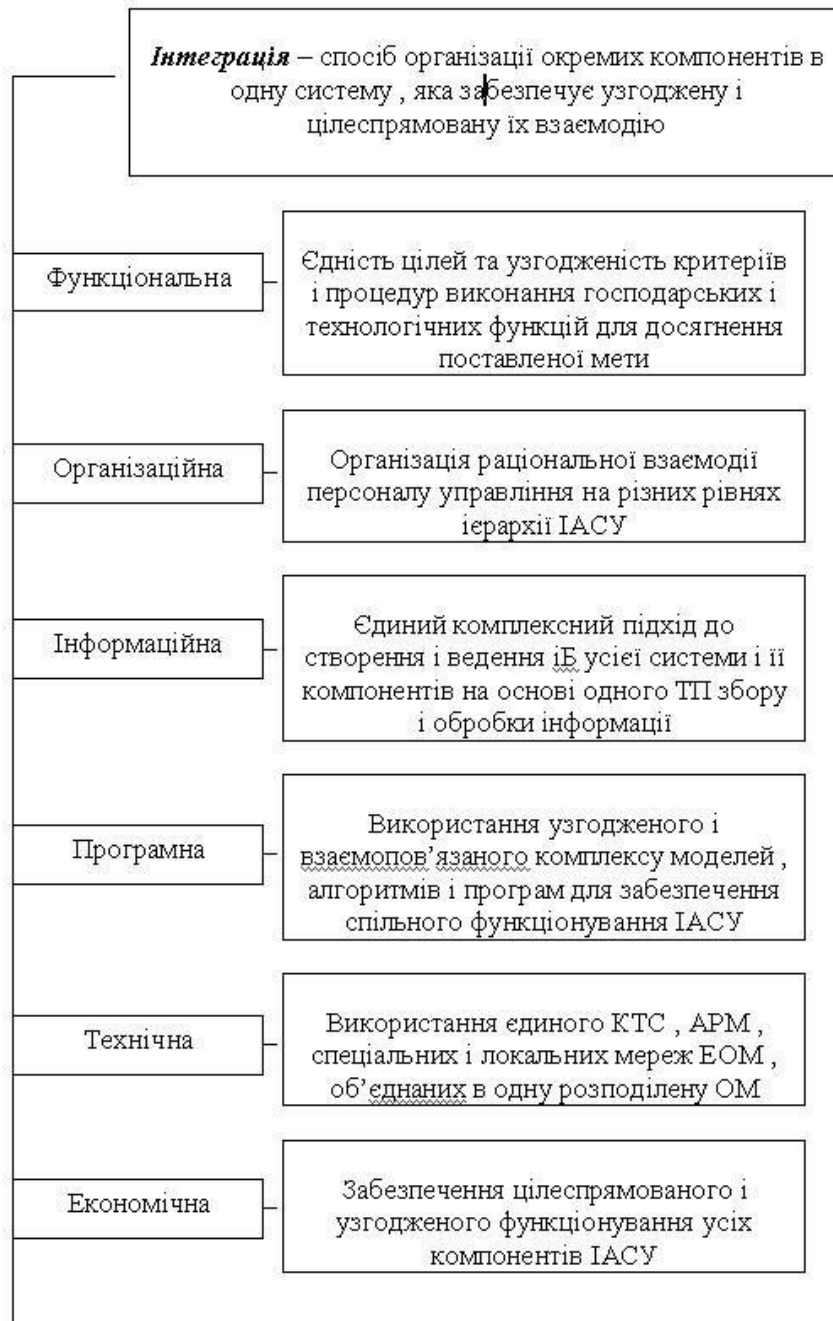 Інтеграція – спосіб організації окремих компонентів в
одну систему , яка забезпечує узгоджену і
цілеспрямовану їх взаємодію
Функціональна
Єдність цілей та узгодженість критеріїв
і процедур виконання господарських і
технологічних функцій для досягнення
поставленої мети
Організаційна
Організація раціональної взаємодії
персоналу управління на різних рівнях
ієрархії ІАСУ
Інформаційна
Єдиний комплексний підхід до
створення і ведення іБ усієї системи і її
компонентів на основі одного ТП збору
і обробки інформації
Програмна
Використання узгодженого і
взаємопов’язаного комплексу моделей ,
алгоритмів і програм для забезпечення
спільного функціонування ІАСУ
Технічна
Використання єдиного КТС , АРМ ,
спеціальних і локальних мереж ЕОМ ,
об’єднаних в одну розподілену ОМ
Економічна
Забезпечення цілеспрямованого і
узгодженого функціонування усіх
компонентів ІАСУ